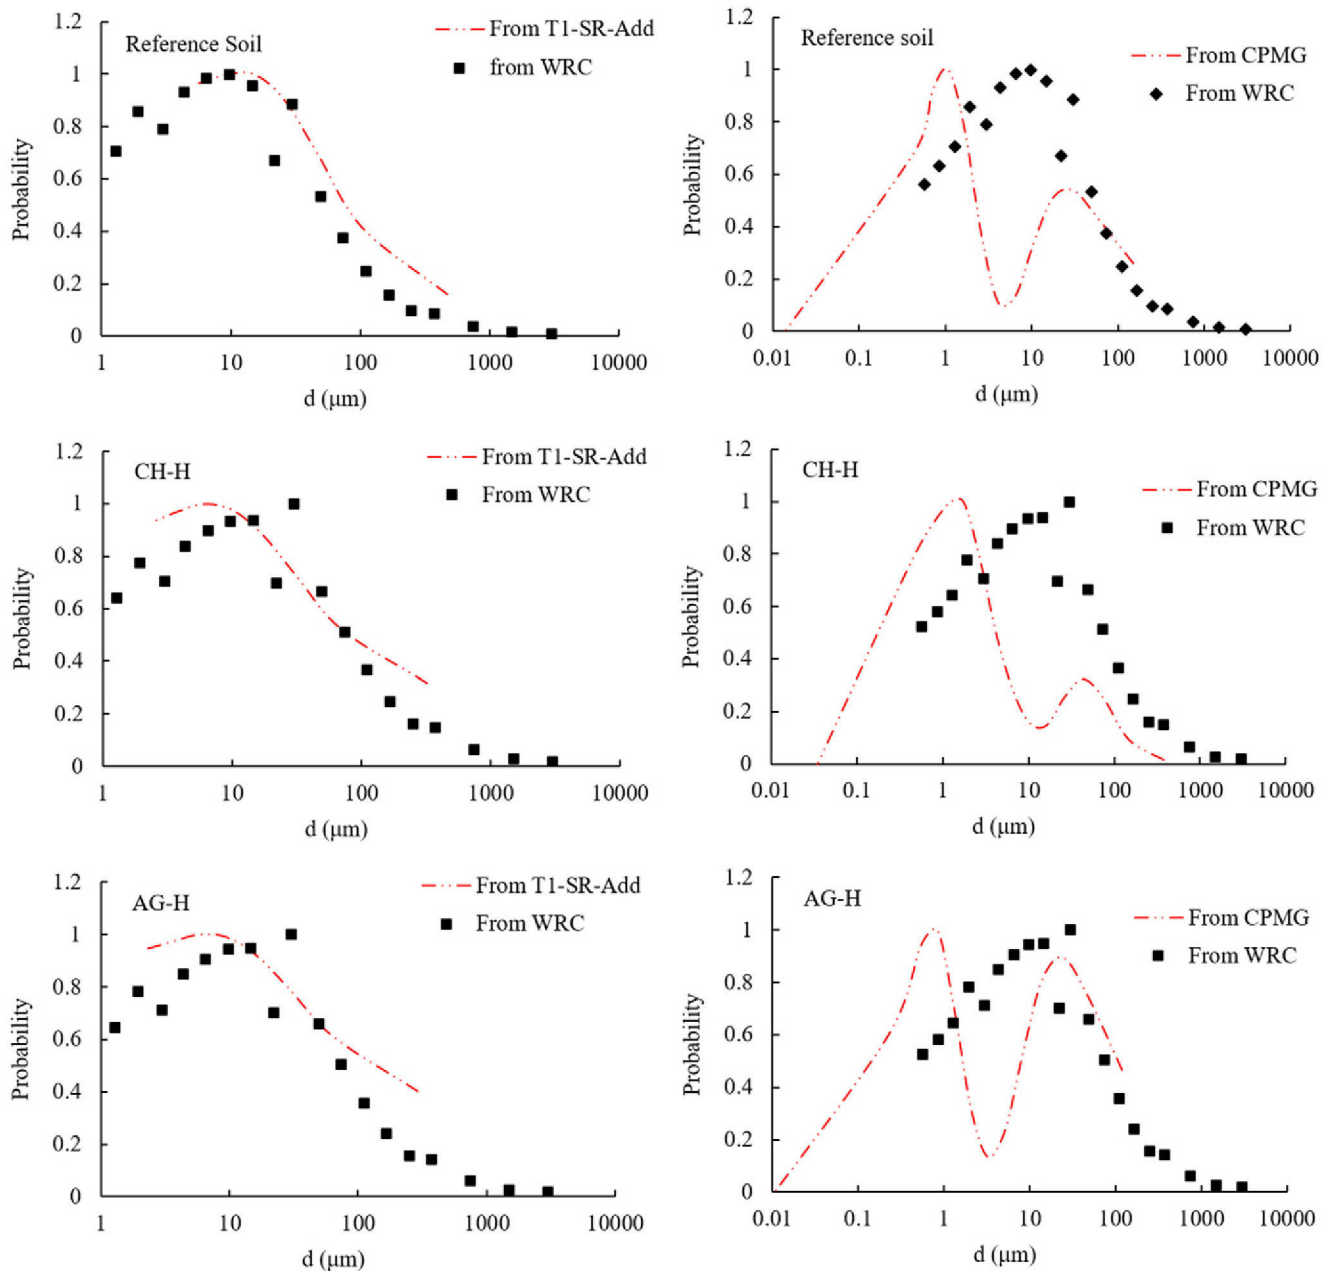 1.2
1
0.8
0.6
0.4
0.2
0
Probability
Reference Soil
From T1-SR-Add
from WRC
1 10 100 1000 10000
d (μm)
1.2
1
0.8
0.6
0.4
0.2
0
Probability
Reference soil
From CPMG
From WRC
0.01 0.1 1 10 100 1000 10000
d (μm)
1.2
1
0.8
0.6
0.4
0.2
0
Probability
CH-H
From T1-SR-Add
From WRC
1 10 100 1000 10000
d (μm)
1.2
1
0.8
0.6
0.4
0.2
0
Probability
CH-H
From CPMG
From WRC
0.01 0.1 1 10 100 1000 10000
d (μm)
1.2
1
0.8
0.6
0.4
0.2
0
Probability
AG-H
From T1-SR-Add
From WRC
1 10 100 1000 10000
d (μm)
1.2
1
0.8
0.6
0.4
0.2
0
Probability
AG-H
From CPMG
From WRC
0.01 0.1 1 10 100 1000 10000
d (μm)